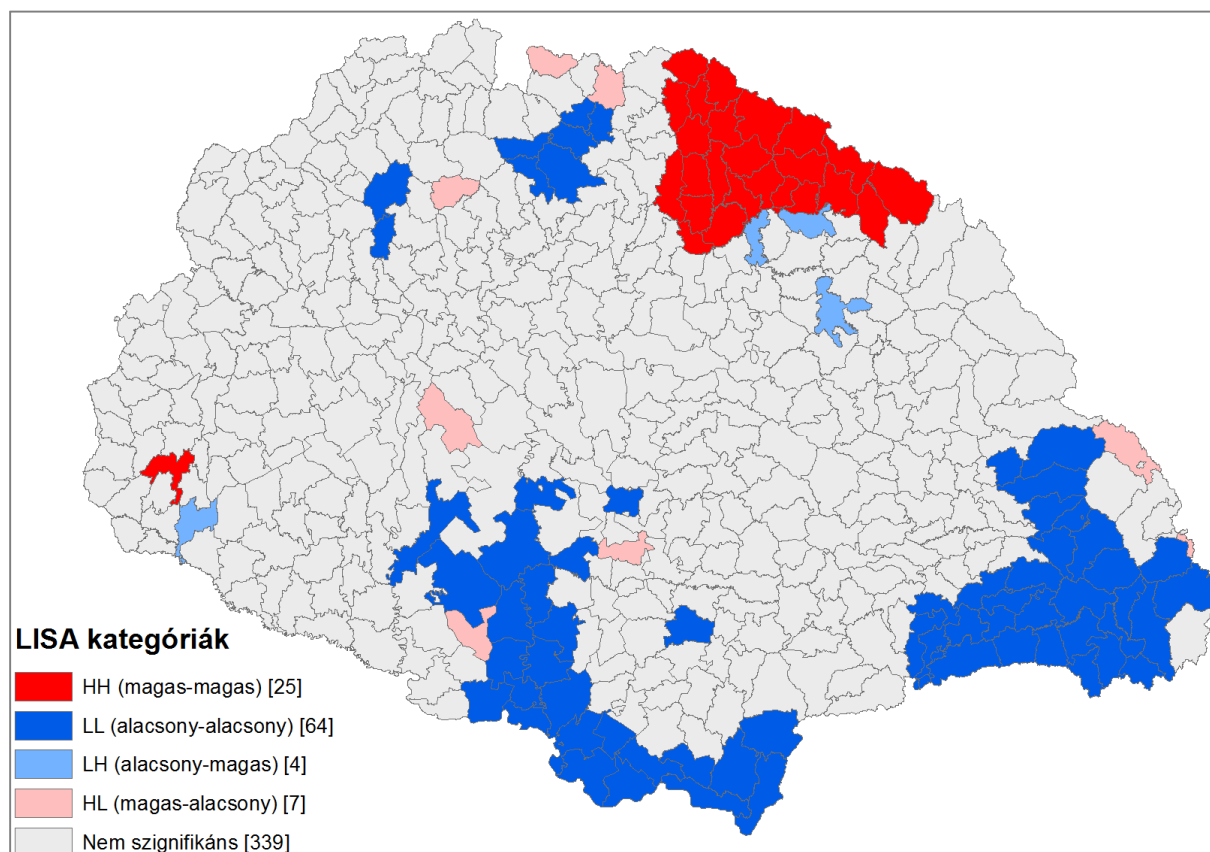 LISA kategóriák
HH (magas-magas) [25]
LL (alacsony-alacsony) [64]
LH (alacsony-magas) [4]
HL (magas-alacsony) [7]
Nem szignifikáns [339]